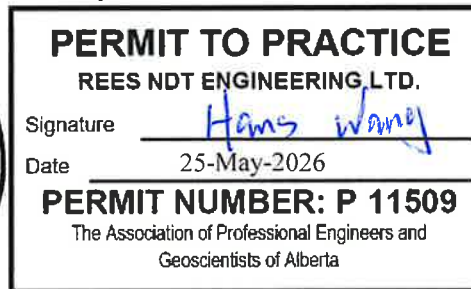 PERMIT TO PRACTICE
REES NDT ENGINEERING LTD.
Signature Hans Wang
Date 25-May-2026
PERMIT NUMBER: P 11509
The Association of Professional Engineers and
Geoscientists of Alberta